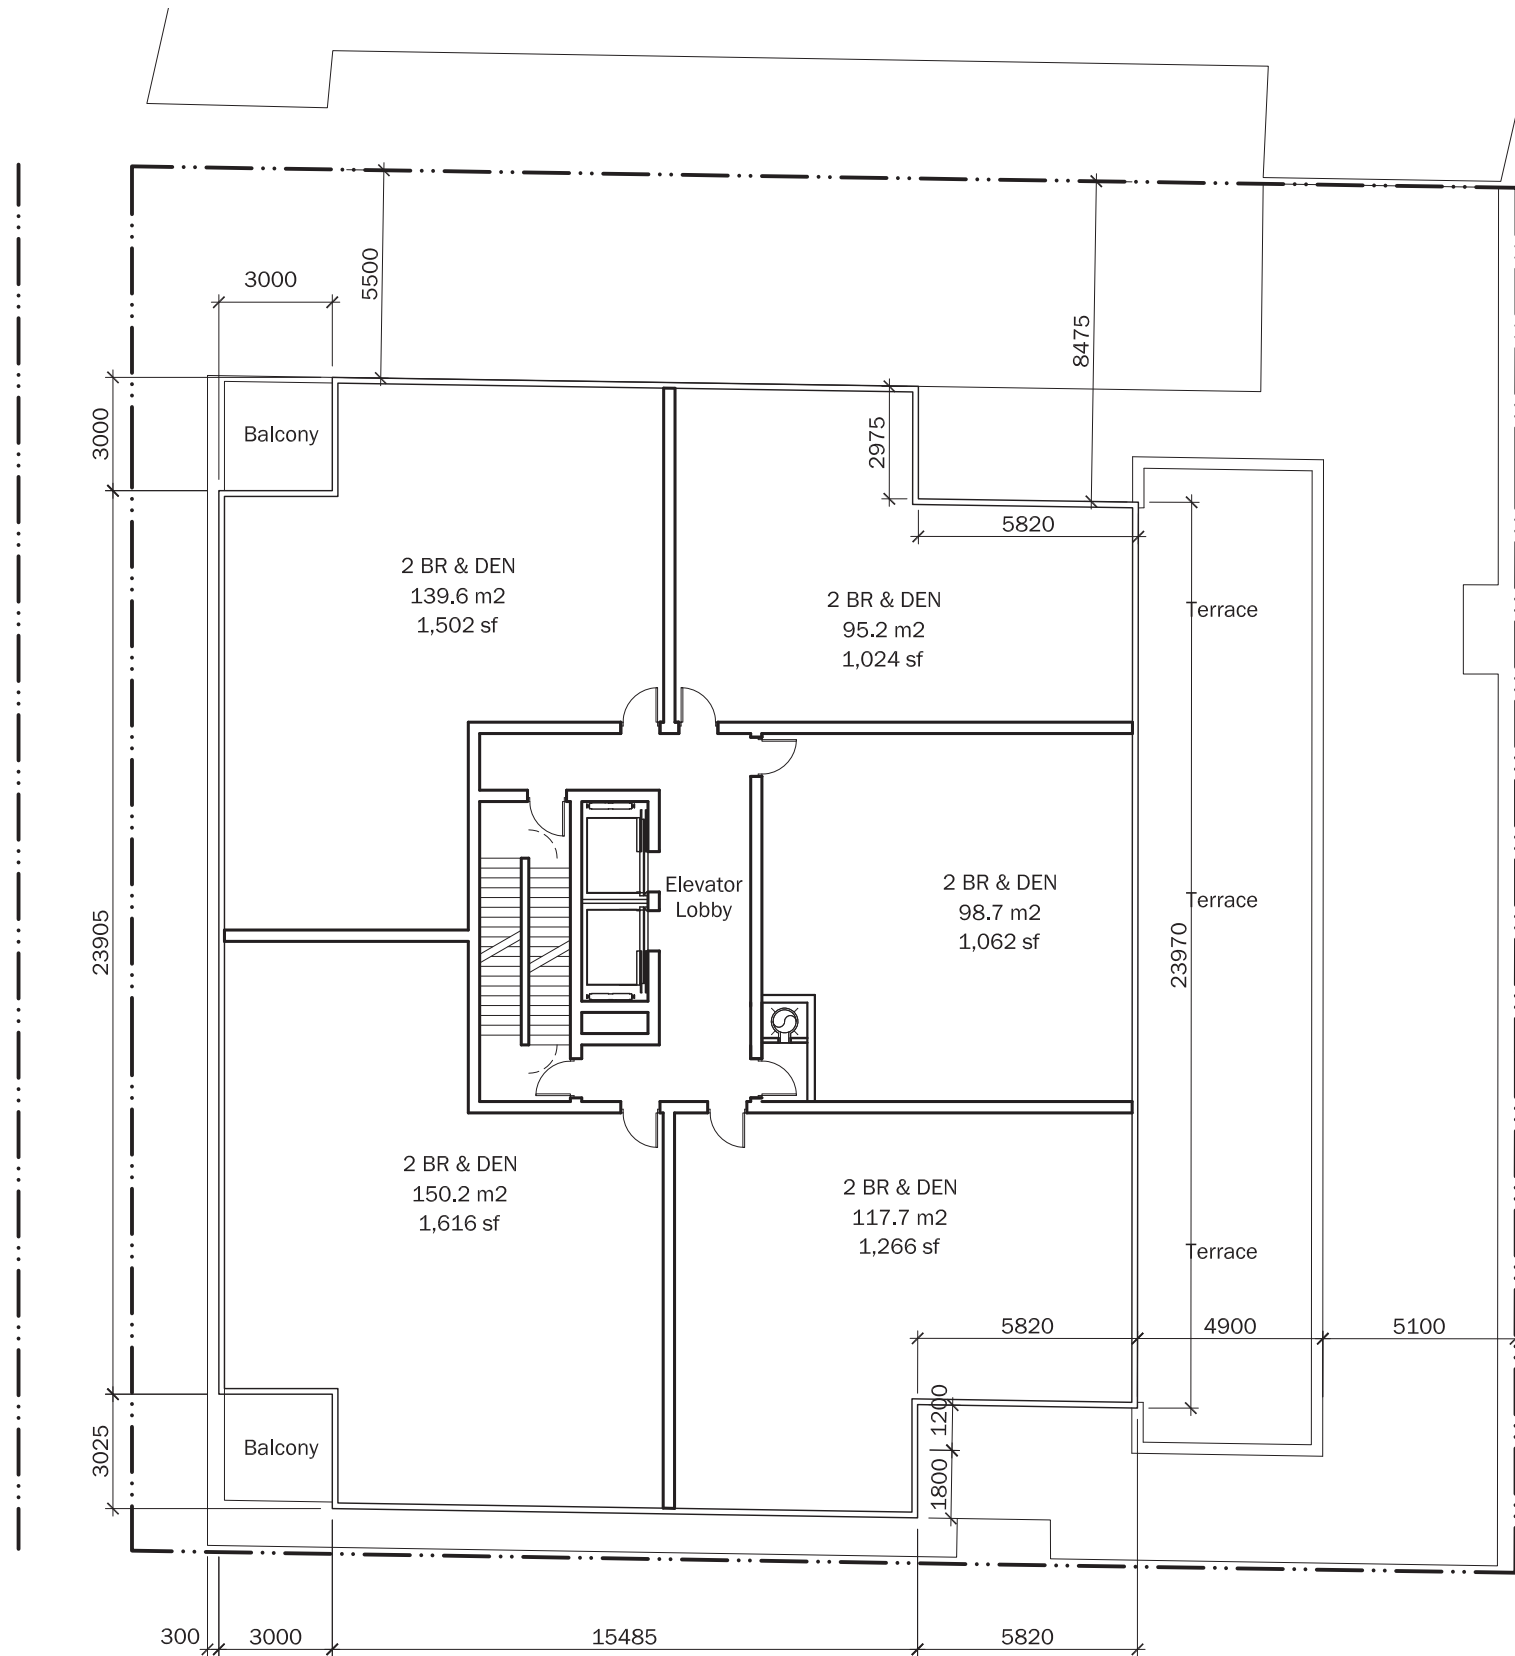 3000
5500
8475
3000
Balcony
2975
5820
2 BR & DEN
139.6 m2
1,502 sf
2 BR & DEN
95.2 m2
1,024 sf
Terrace
Elevator
Lobby
2 BR & DEN
98.7 m2
1,062 sf
Terrace
23905
23970
2 BR & DEN
150.2 m2
1,616 sf
2 BR & DEN
117.7 m2
1,266 sf
Terrace
5820
4900
5100
1200
Balcony
3025
1800
300
3000
15485
5820